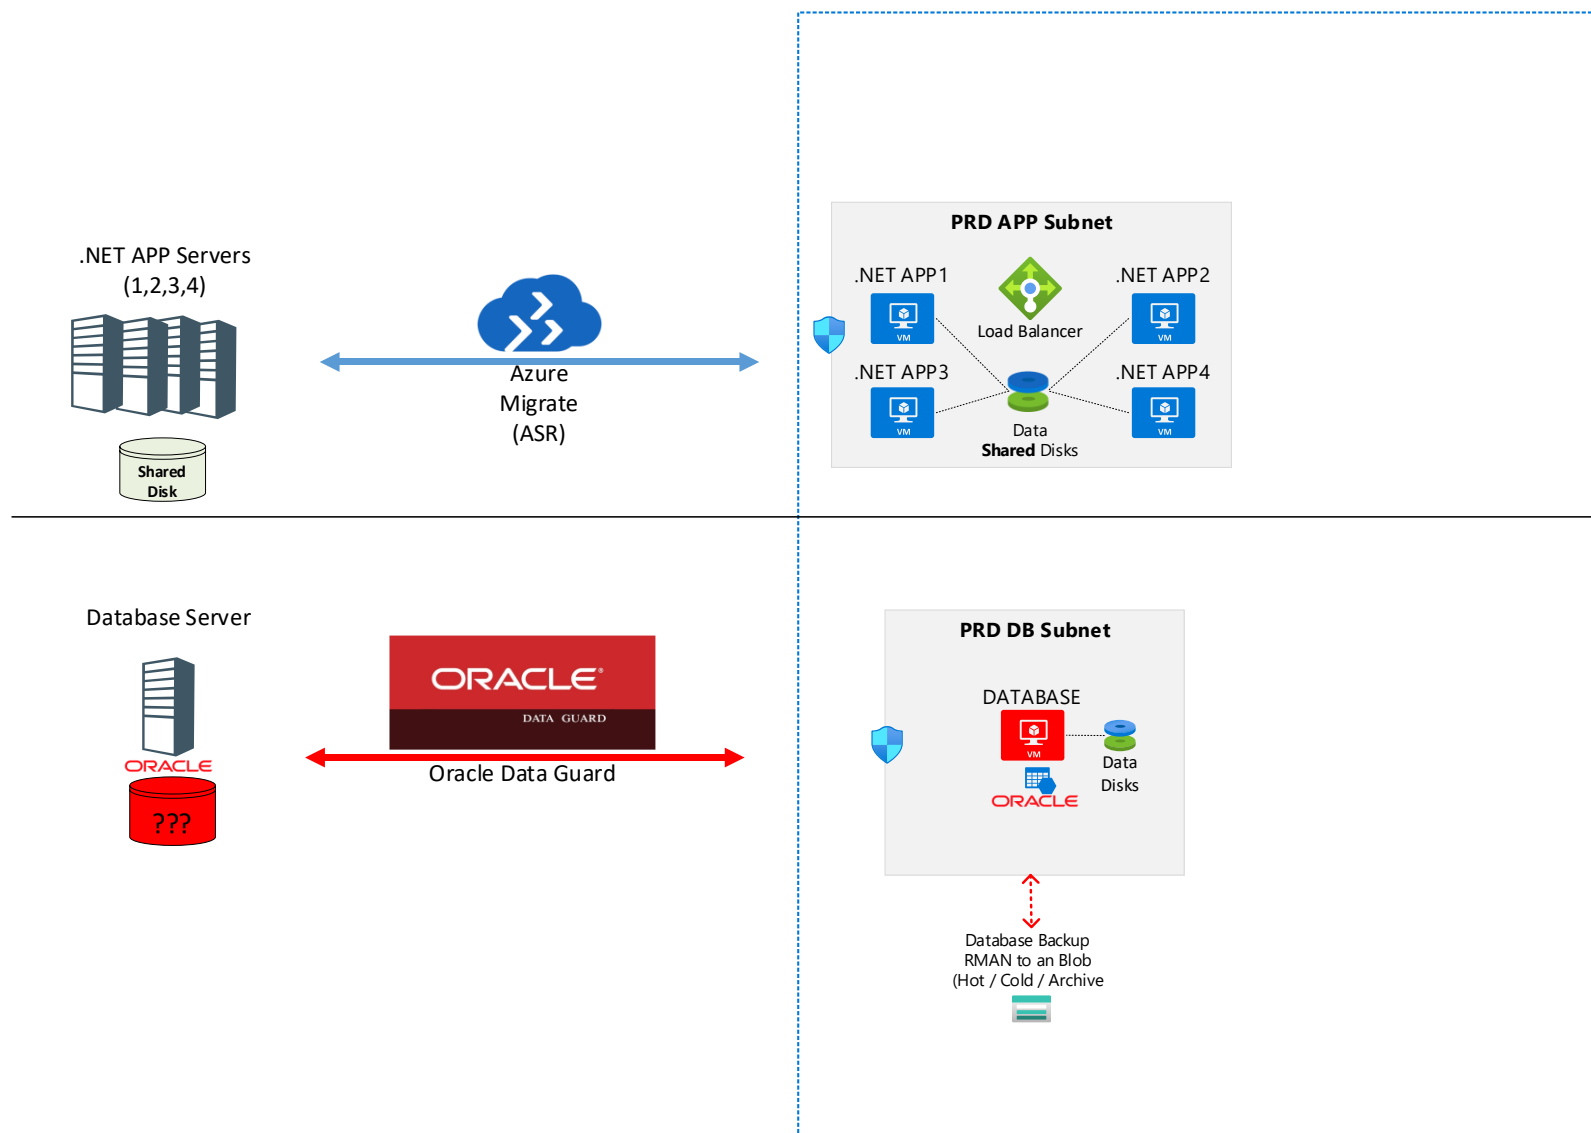 .NET APP Servers
(1,2,3,4)
Shared
Disk
Azure
Migrate
(ASR)
PRD APP Subnet
.NET APP1
.NET APP2
VM
VM
Load Balancer
.NET APP3
.NET APP4
VM
VM
Data
Shared Disks
Database Server
ORACLE
???
ORACLE®
DATA GUARD
Oracle Data Guard
PRD DB Subnet
DATABASE
VM
ORACLE
Data
Disks
Database Backup
RMAN to an Blob
(Hot / Cold / Archive